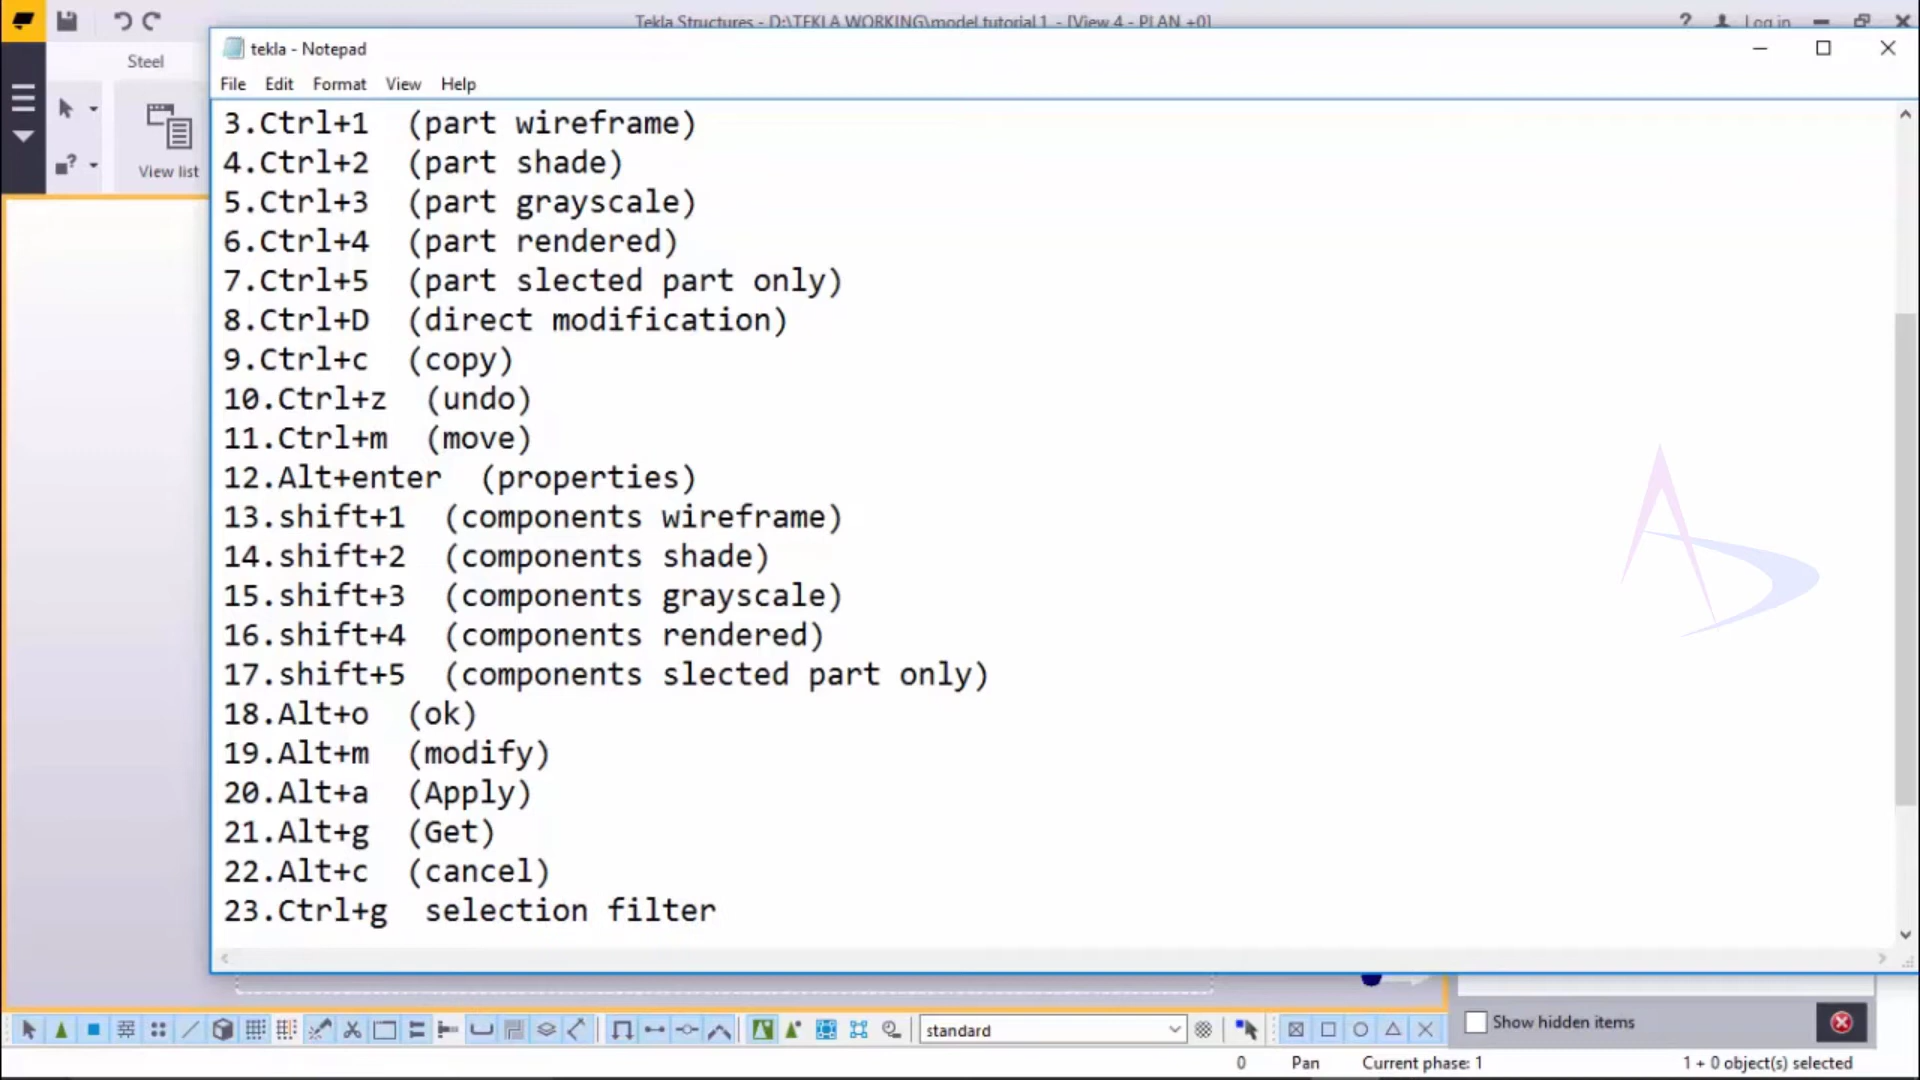 Tekla Structures - D:\TEKLA WORKING\model tutorial 1 - [View 4 - PLAN +0]
? Log in
tekla - Notepad
Steel
File Edit Format View Help
View list
3.Ctrl+1 (part wireframe)
4.Ctrl+2 (part shade)
5.Ctrl+3 (part grayscale)
6.Ctrl+4 (part rendered)
7.Ctrl+5 (part slected part only)
8.Ctrl+D (direct modification)
9.Ctrl+c (copy)
10.Ctrl+z (undo)
11.Ctrl+m (move)
12.Alt+enter (properties)
13.shift+1 (components wireframe)
14.shift+2 (components shade)
15.shift+3 (components grayscale)
16.shift+4 (components rendered)
17.shift+5 (components slected part only)
18.Alt+o (ok)
19.Alt+m (modify)
20.Alt+a (Apply)
21.Alt+g (Get)
22.Alt+c (cancel)
23.Ctrl+g selection filter
standard
Show hidden items
0 Pan Current phase: 1 1 + 0 object(s) selected